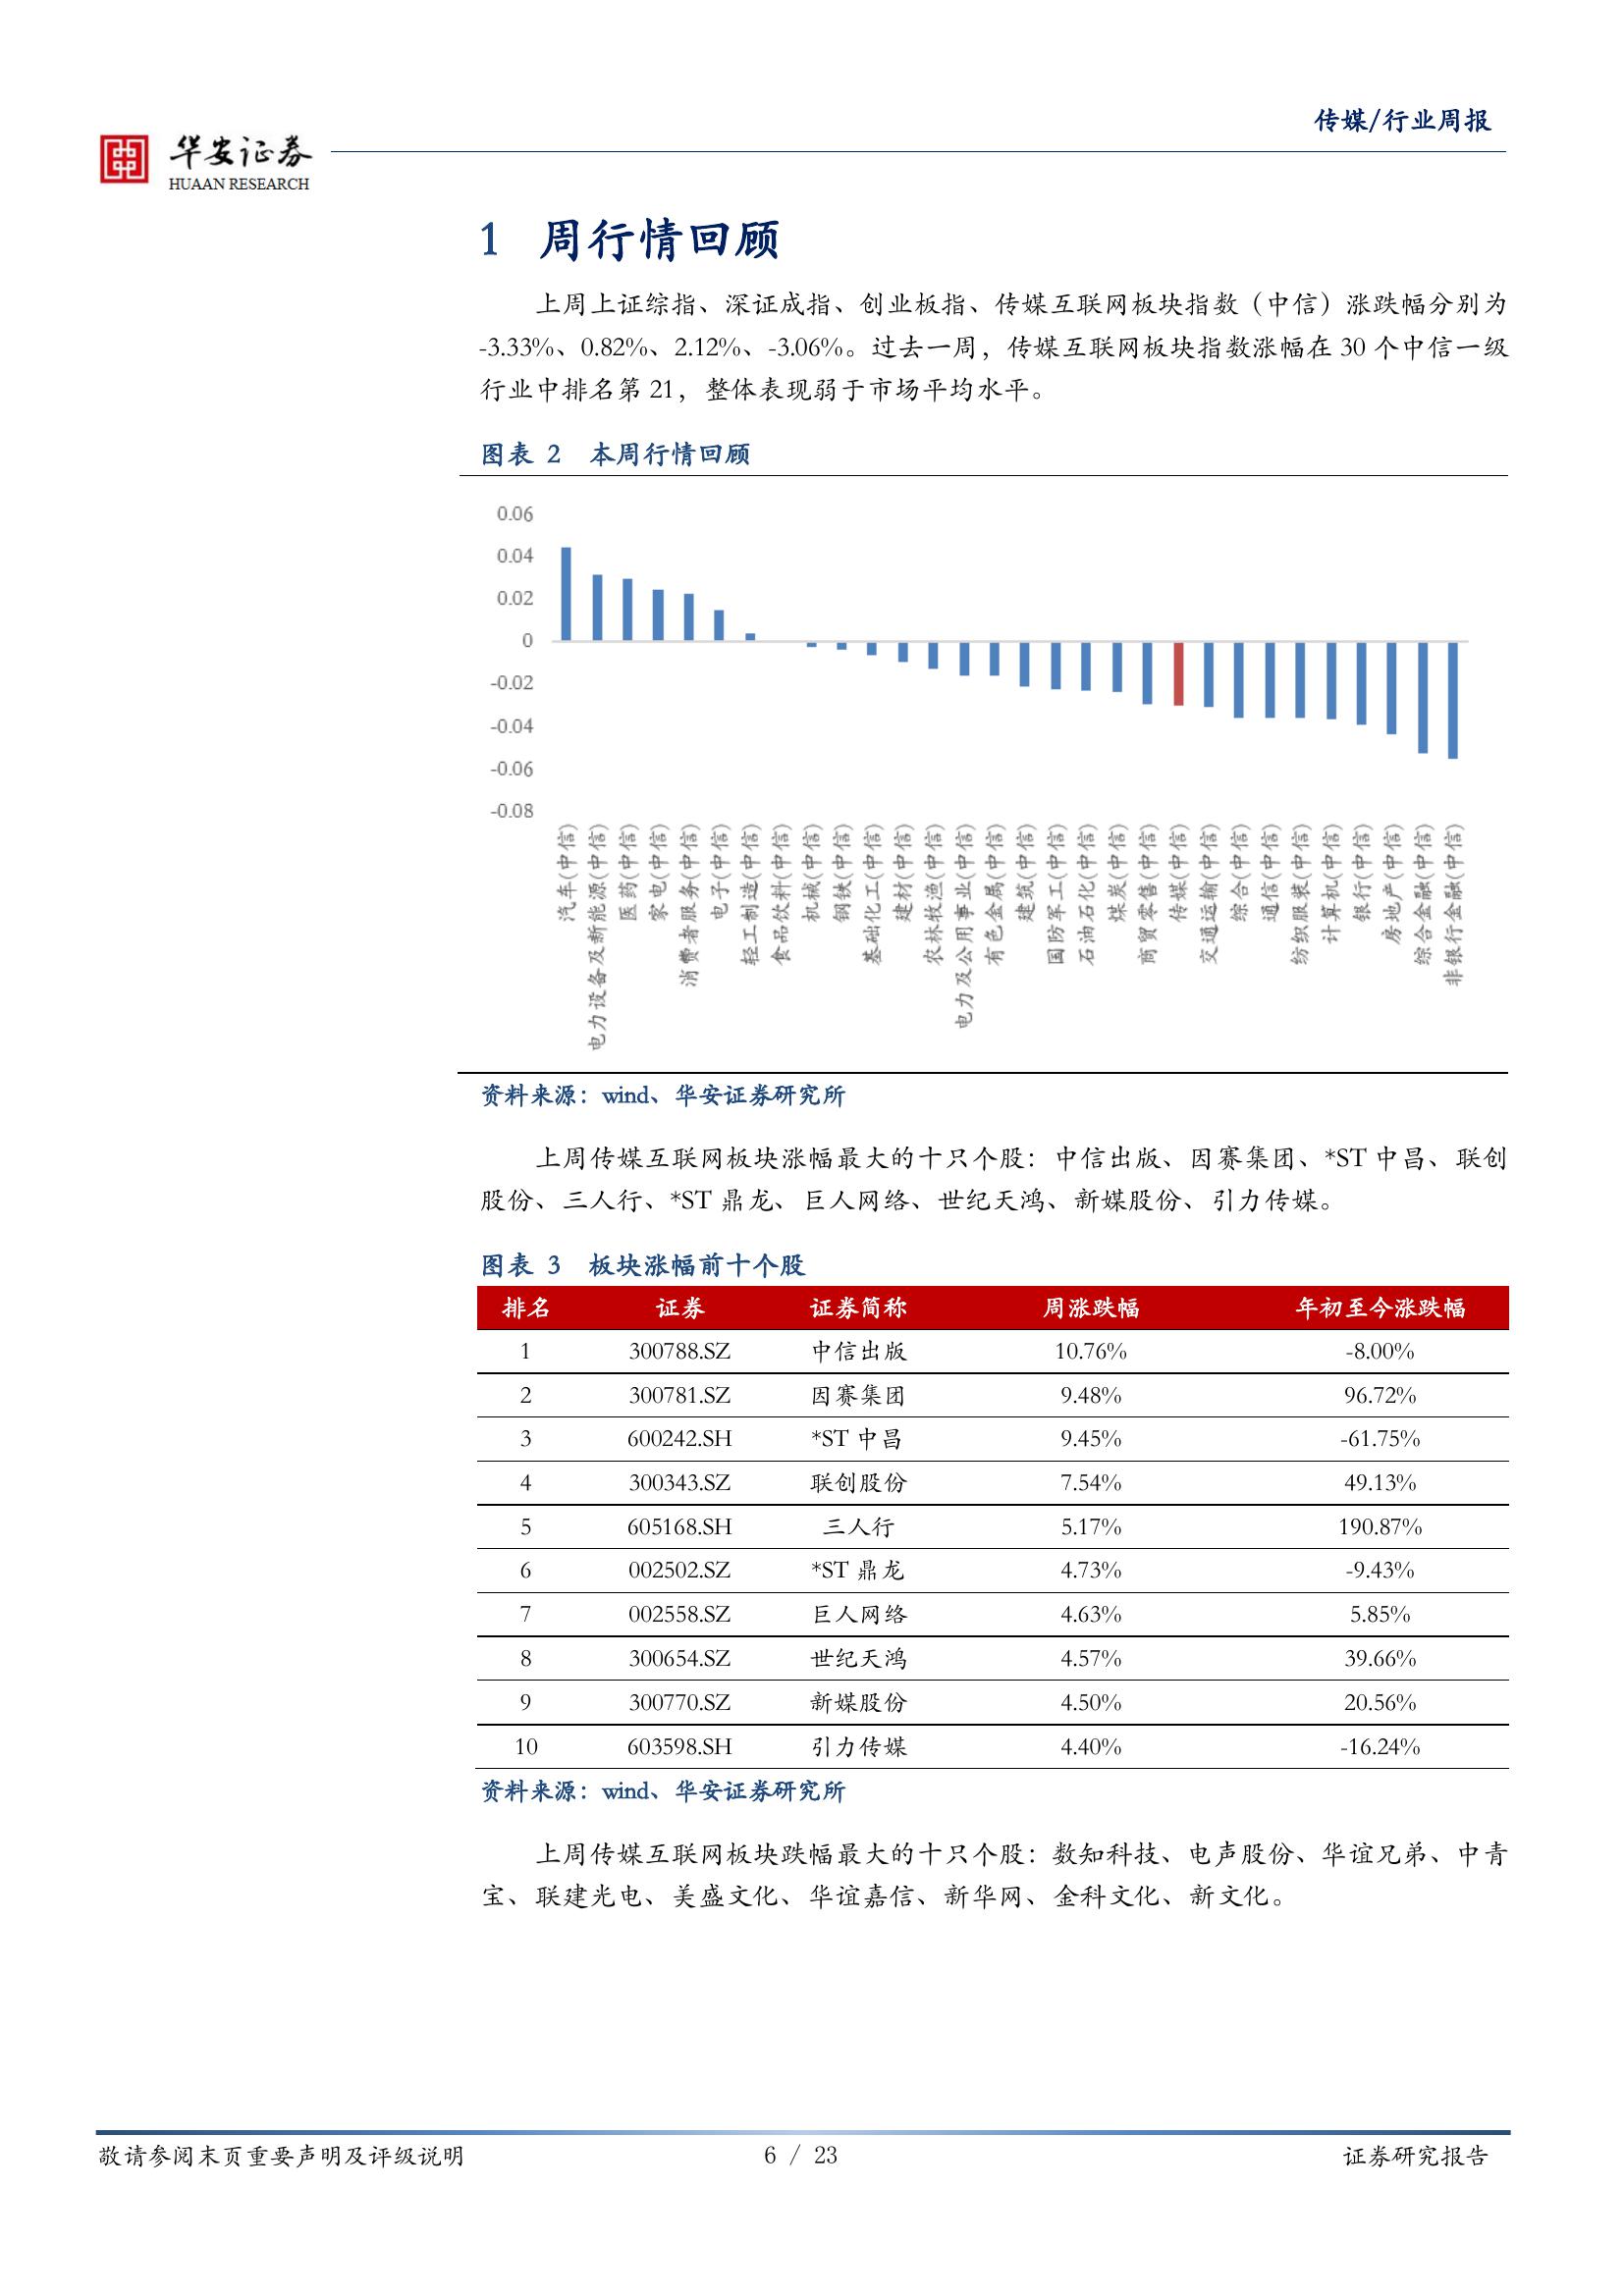 传媒/行业周报
华安证券
HUAAN RESEARCH
1 周行情回顾
上周上证综指、深证成指、创业板指、传媒互联网板块指数（中信）涨跌幅分别为
-3.33%、0.82%、2.12%、-3.06%。过去一周，传媒互联网板块指数涨幅在 30 个中信一级
行业中排名第 21，整体表现弱于市场平均水平。
图表 2 本周行情回顾
0.06
0.04
0.02
0
-0.02
-0.04
-0.06
-0.08
汽车(中信)
电力设备及新能源(中信)
医药(中信)
家电(中信)
消费者服务(中信)
电子(中信)
轻工制造(中信)
食品饮料(中信)
机械(中信)
钢铁(中信)
基础化工(中信)
建材(中信)
农林牧渔(中信)
电力及公用事业(中信)
有色金属(中信)
建筑(中信)
国防军工(中信)
石油石化(中信)
煤炭(中信)
商贸零售(中信)
传媒(中信)
交通运输(中信)
综合(中信)
通信(中信)
纺织服装(中信)
计算机(中信)
银行(中信)
房地产(中信)
综合金融(中信)
非银行金融(中信)
资料来源：wind、华安证券研究所
上周传媒互联网板块涨幅最大的十只个股：中信出版、因赛集团、*ST 中昌、联创
股份、三人行、*ST 鼎龙、巨人网络、世纪天鸿、新媒股份、引力传媒。
图表 3 板块涨幅前十个股
排名 证券 证券简称 周涨跌幅 年初至今涨跌幅
1 300788.SZ 中信出版 10.76% -8.00%
2 300781.SZ 因赛集团 9.48% 96.72%
3 600242.SH *ST 中昌 9.45% -61.75%
4 300343.SZ 联创股份 7.54% 49.13%
5 605168.SH 三人行 5.17% 190.87%
6 002502.SZ *ST 鼎龙 4.73% -9.43%
7 002558.SZ 巨人网络 4.63% 5.85%
8 300654.SZ 世纪天鸿 4.57% 39.66%
9 300770.SZ 新媒股份 4.50% 20.56%
10 603598.SH 引力传媒 4.40% -16.24%
资料来源：wind、华安证券研究所
上周传媒互联网板块跌幅最大的十只个股：数知科技、电声股份、华谊兄弟、中青
宝、联建光电、美盛文化、华谊嘉信、新华网、金科文化、新文化。
敬请参阅末页重要声明及评级说明 6 / 23 证券研究报告